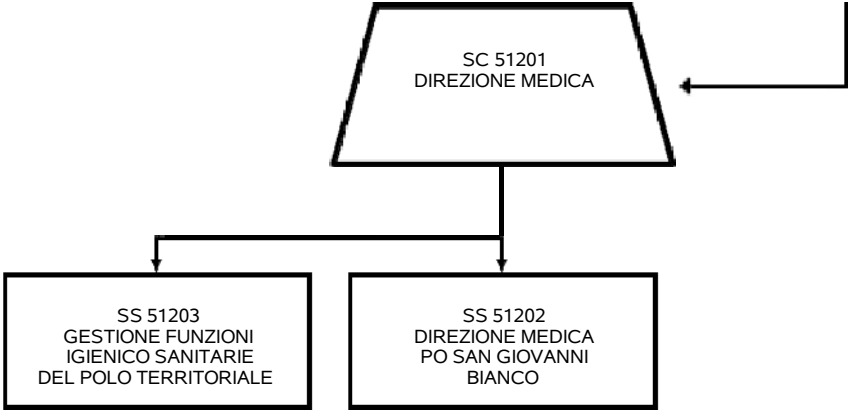 SC 51201
DIREZIONE MEDICA
SS 51203
GESTIONE FUNZIONI
IGIENICO SANITARIE
DEL POLO TERRITORIALE
SS 51202
DIREZIONE MEDICA
PO SAN GIOVANNI
BIANCO